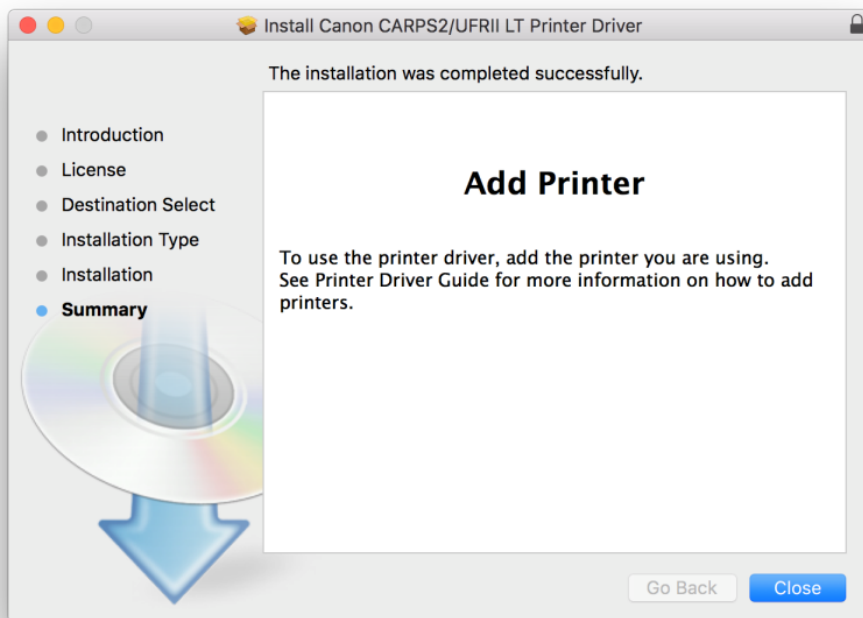 Install Canon CARPS2/UFRII LT Printer Driver
The installation was completed successfully.
Introduction
License
Destination Select
Installation Type
Installation
Summary
Add Printer
To use the printer driver, add the printer you are using.
See Printer Driver Guide for more information on how to add
printers.
Go Back
Close